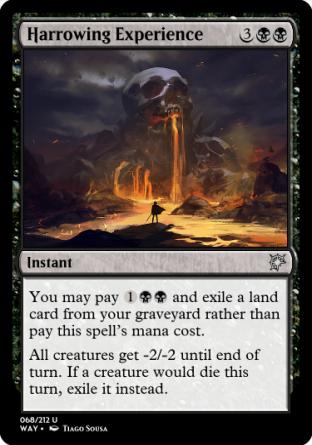 Harrowing Experience 3
Instant
You may pay 1 and exile a land
card from your graveyard rather than
pay this spell's mana cost.
All creatures get -2/-2 until end of
turn. If a creature would die this
turn, exile it instead.
068/212 U
WAY • Tiago Sousa